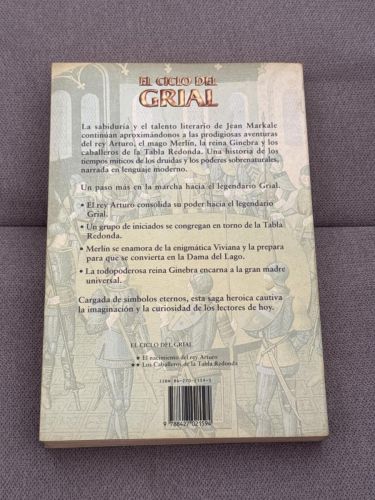 EL CICLO DEL
GRIAL
La sabiduría y el talento literario de Jean Markale
continúan aproximándonos a las prodigiosas aventuras
del rey Arturo, el mago Merlín, la reina Ginebra y los
caballeros de la Tabla Redonda. Una historia de los
tiempos míticos de los druidas y los poderes sobrenaturales,
narrada en lenguaje moderno.
Un paso más en la marcha hacia el legendario Grial.
• El rey Arturo consolida su poder hacia el legendario
Grial.
• Un grupo de iniciados se congregan en torno de la Tabla
Redonda.
• Merlín se enamora de la enigmática Viviana y la prepara
para que se convierta en la Dama del Lago.
• La todopoderosa reina Ginebra encarna a la gran madre
universal.
Cargada de símbolos eternos, esta saga heroica cautiva
la imaginación y la curiosidad de los lectores de hoy.
EL CICLO DEL GRIAL
★ El nacimiento del rey Arturo
★★ Los Caballeros de la Tabla Redonda
ISBN 84-270-2159-
9 788427 021594